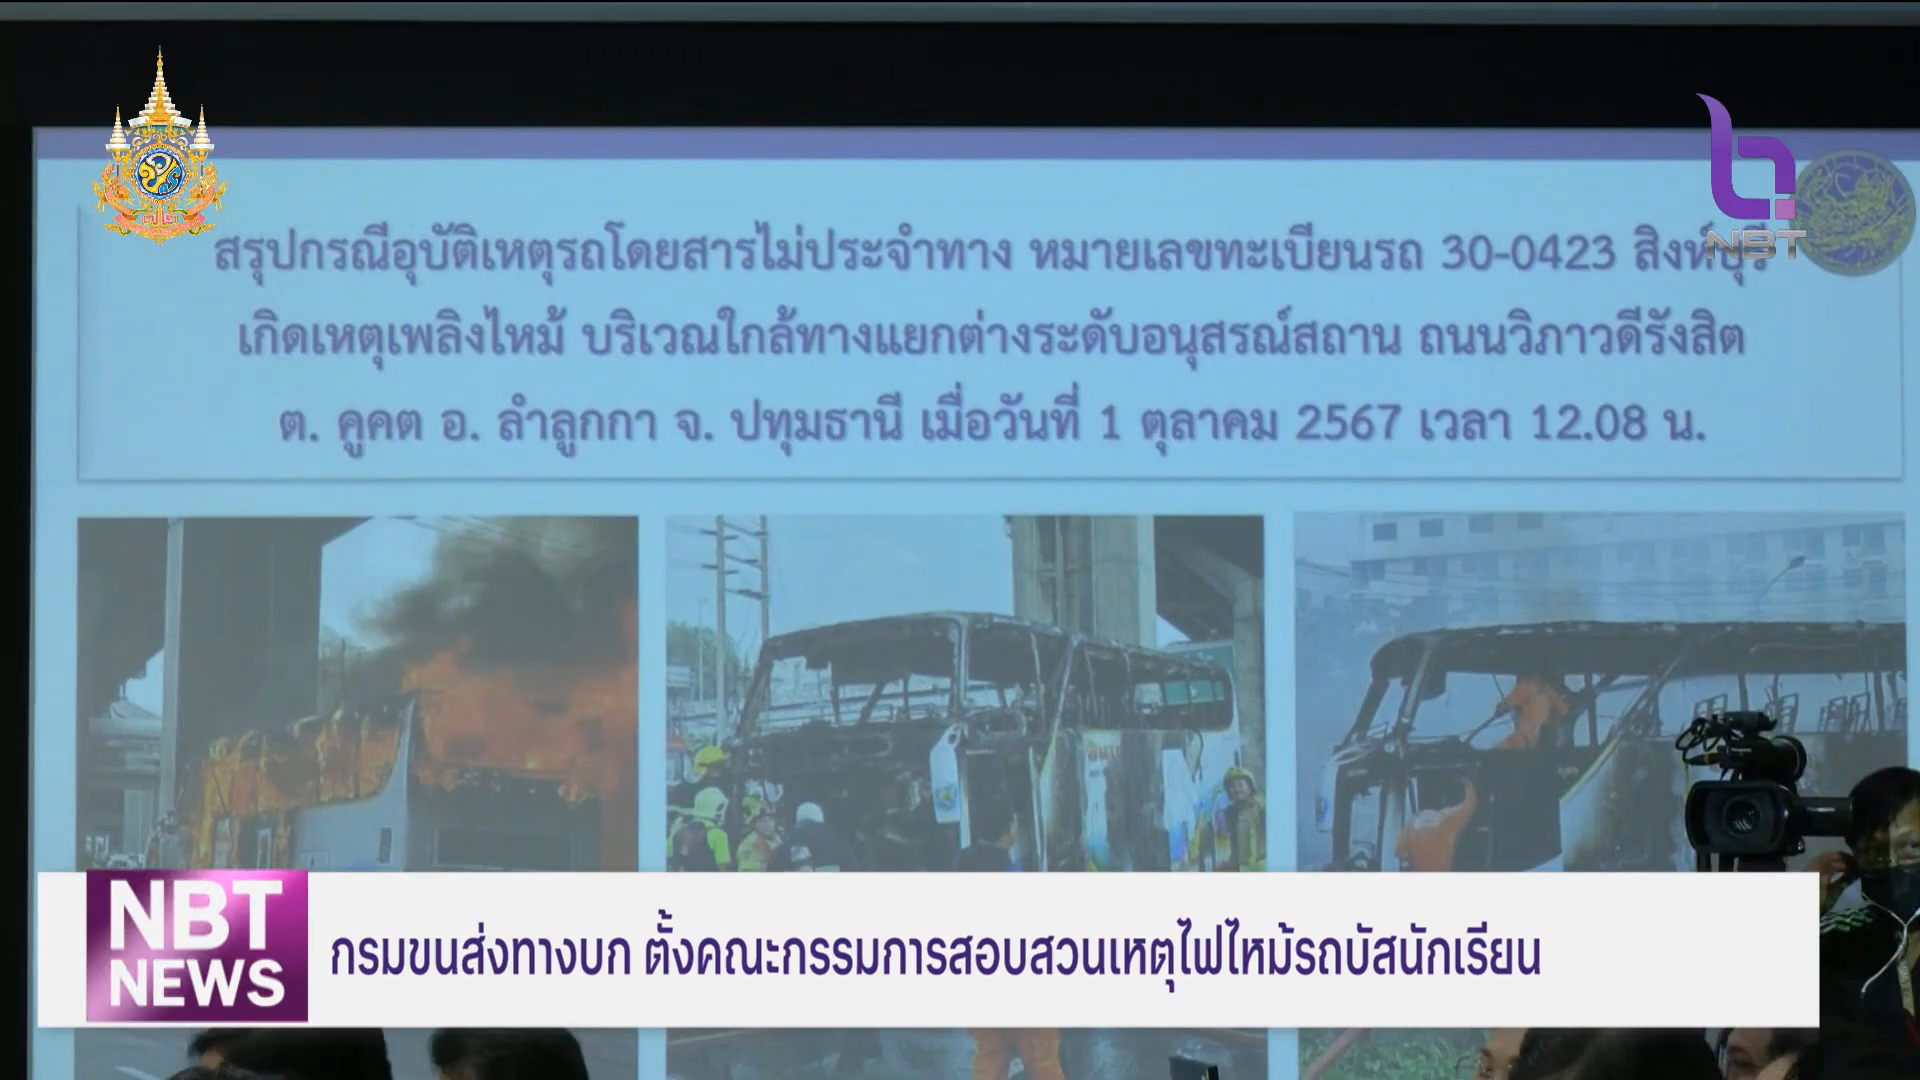 NBT
สรุปกรณีอุบัติเหตุรถโดยสารไม่ประจำทาง หมายเลขทะเบียนรถ 30-0423 สิงห์บุรี
เกิดเหตุเพลิงไหม้ บริเวณใกล้ทางแยกต่างระดับอนุสรณ์สถาน ถนนวิภาวดีรังสิต
ต. คูคต อ. ลำลูกกา จ. ปทุมธานี เมื่อวันที่ 1 ตุลาคม 2567 เวลา 12.08 น.
NBT
NEWS
กรมขนส่งทางบก ตั้งคณะกรรมการสอบสวนเหตุไฟไหม้รถบัสนักเรียน